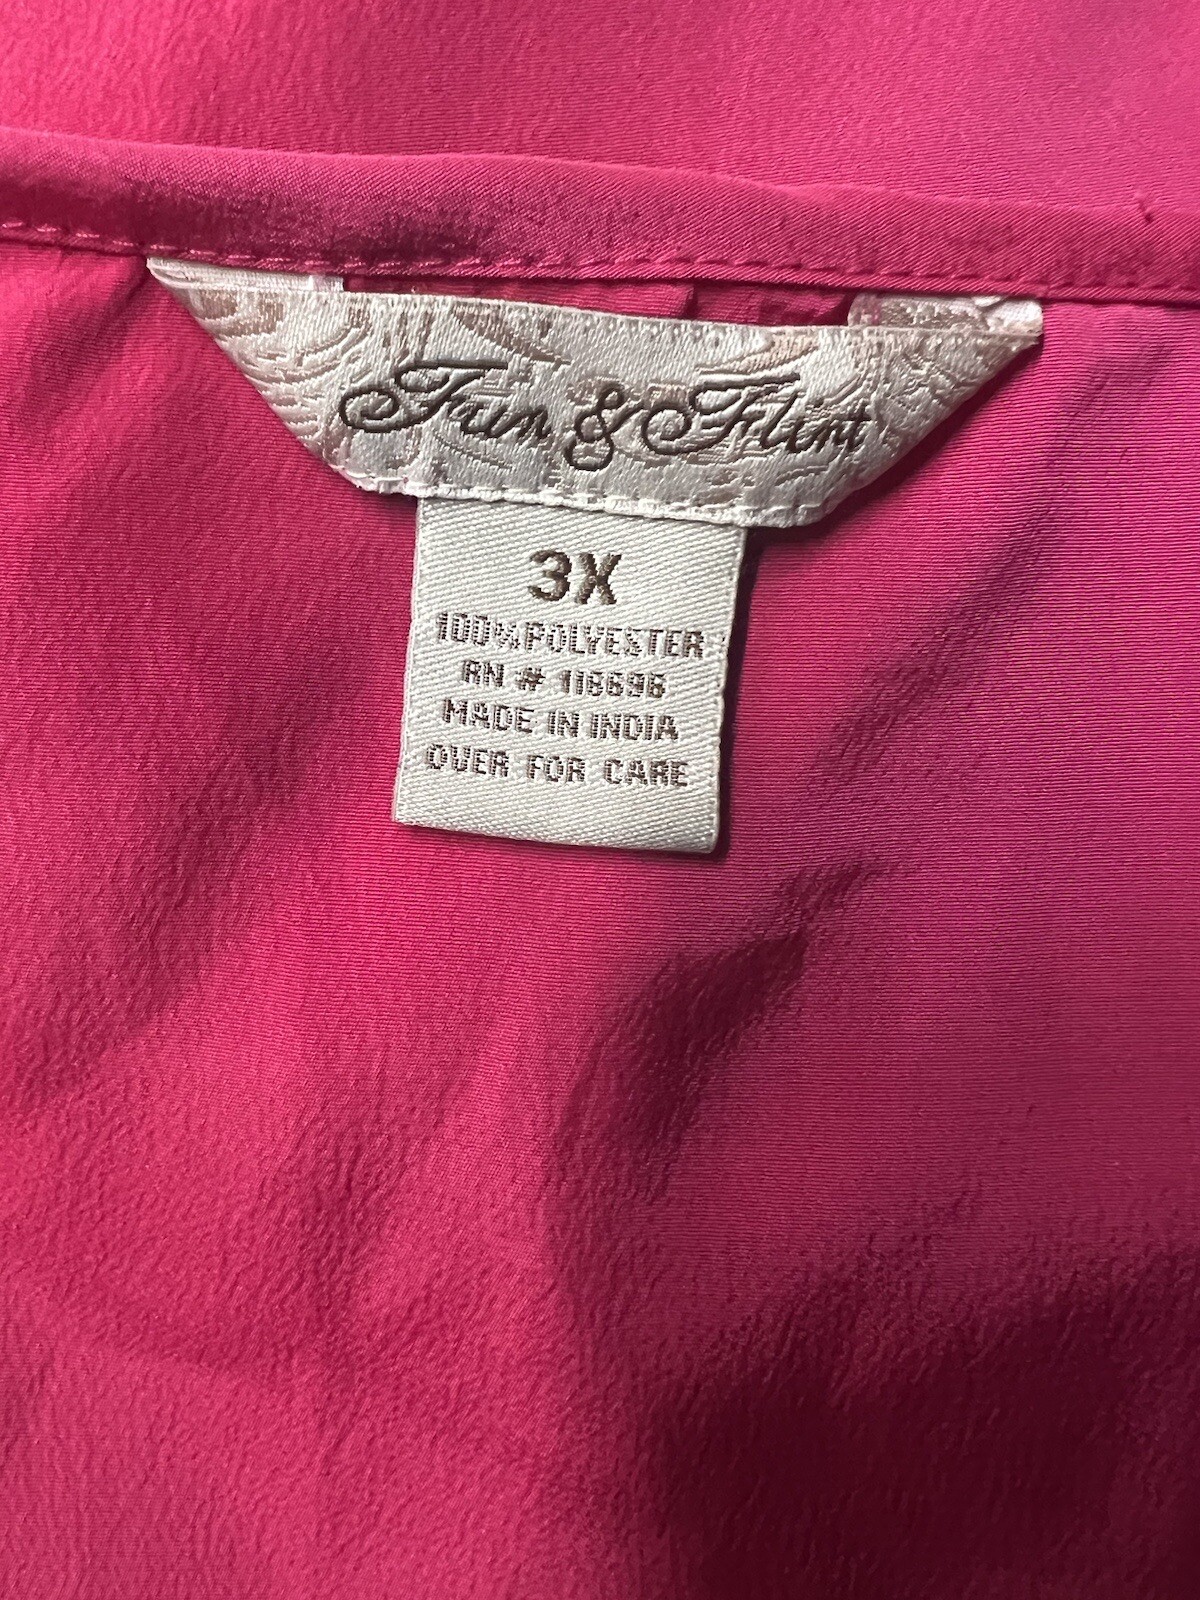 Fun & Flirt
3X
100% POLYESTER
RN # 116696
MADE IN INDIA
OVER FOR CARE